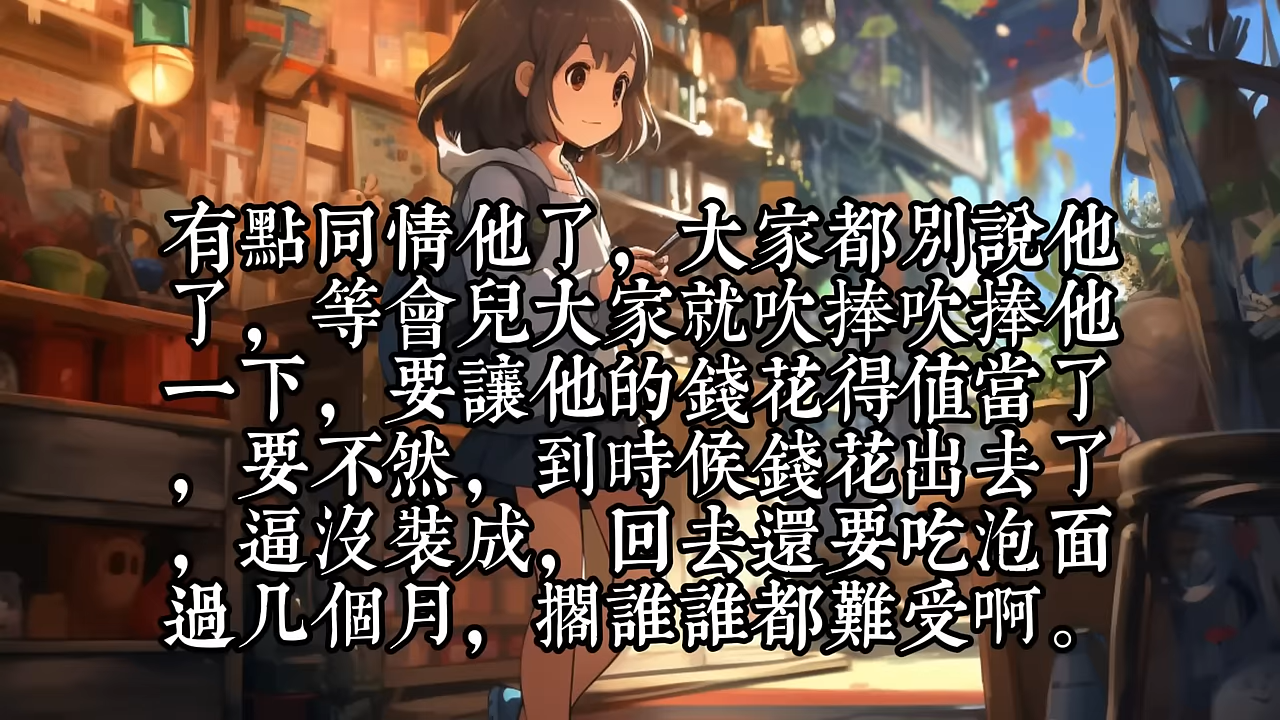 有點同情他了，大家都別說他
了，等會兒大家就吹捧吹捧他
一下，要讓他的錢花得值當了
，要不然，到時候錢花出去了
，逼沒裝成，回去還要吃泡面
過几個月，擱誰誰都難受啊。